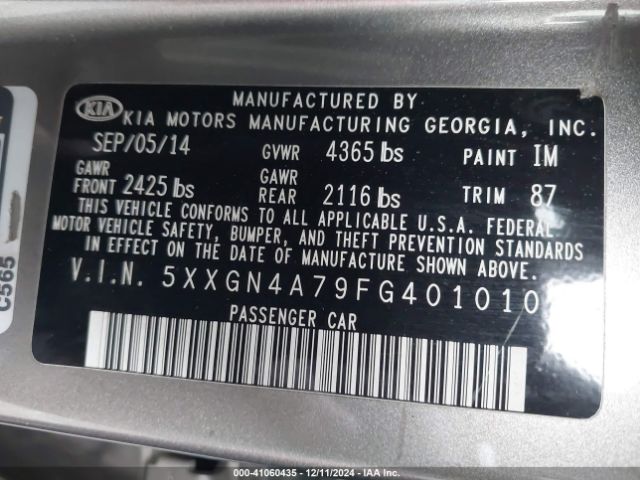 MANUFACTURED BY
KIA KIA MOTORS MANUFACTURING GEORGIA, INC.
SEP/05/14 GVWR 4365 lbs PAINT IM
GAWR FRONT 2425 lbs GAWR REAR 2116 lbs TRIM 87
THIS VEHICLE CONFORMS TO ALL APPLICABLE U.S.A. FEDERAL
MOTOR VEHICLE SAFETY, BUMPER, AND THEFT PREVENTION STANDARDS
IN EFFECT ON THE DATE OF MANUFACTURE SHOWN ABOVE.
V.I.N. 5XXGN4A79FG401010
PASSENGER CAR
C565
000-41060435 - 12/11/2024 - IAA Inc.